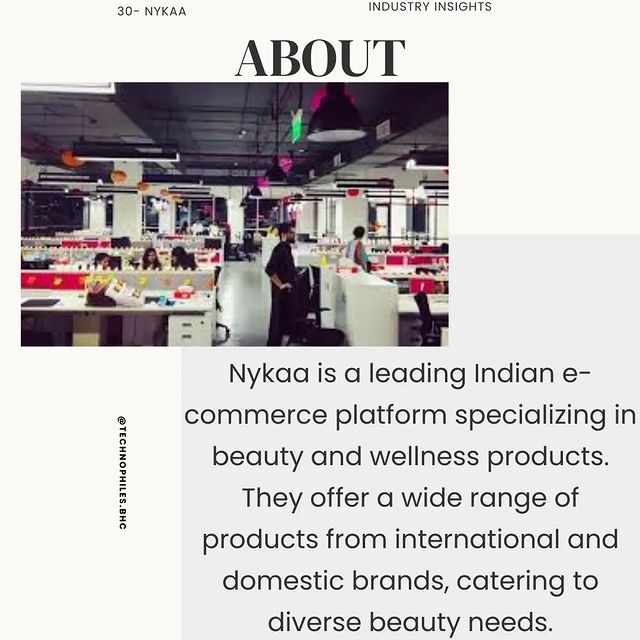 30- NYKAA
INDUSTRY INSIGHTS
ABOUT
Nykaa is a leading Indian e-
commerce platform specializing in
beauty and wellness products.
They offer a wide range of
products from international and
domestic brands, catering to
diverse beauty needs.
@TECHNOPHILES.BHC